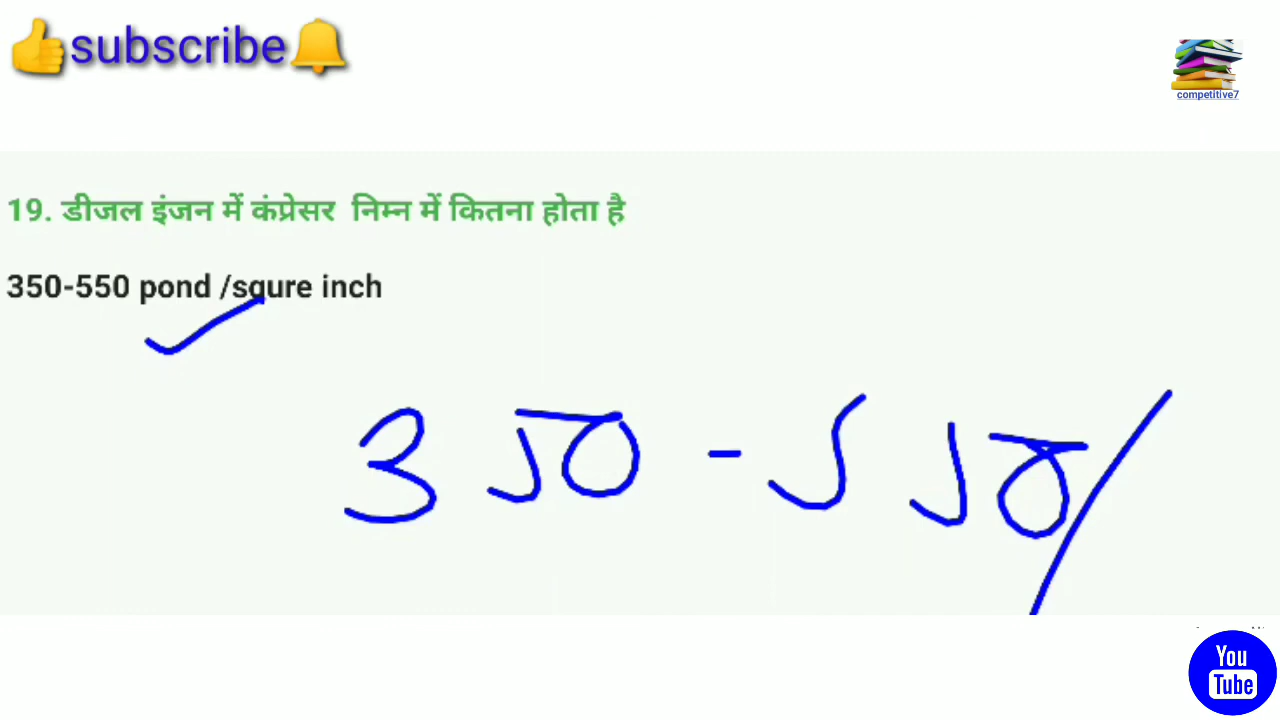 subscribe
competitive7
19. डीजल इंजन में कंप्रेसर निम्न में कितना होता है
350-550 pond /squre inch
350-550/
You
Tube